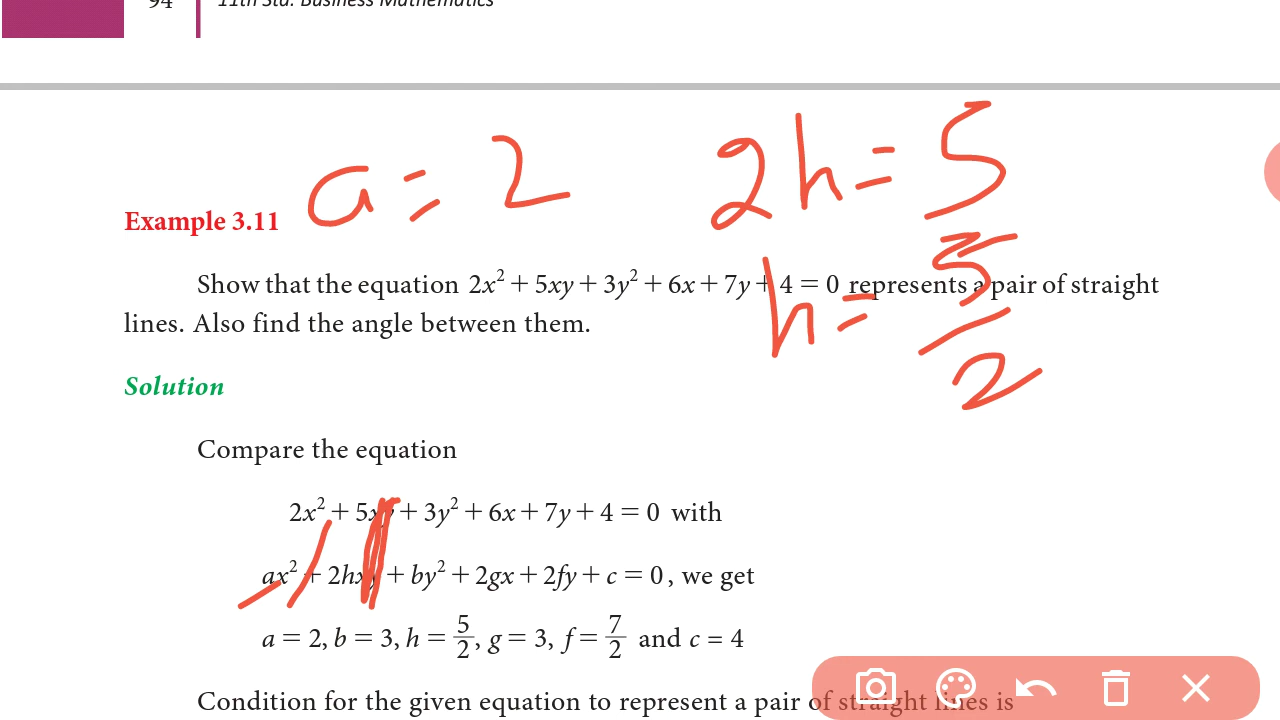 94 11th Std. Business Mathematics
a = 2 2h = 5
Example 3.11
h = 5/2
Show that the equation 2x² + 5xy + 3y² + 6x + 7y + 4 = 0 represents a pair of straight
lines. Also find the angle between them.
Solution
Compare the equation
2x² + 5xy + 3y² + 6x + 7y + 4 = 0 with
ax² + 2hxy + by² + 2gx + 2fy + c = 0, we get
a = 2, b = 3, h = 5/2, g = 3, f = 7/2 and c = 4
Condition for the given equation to represent a pair of straight lines is